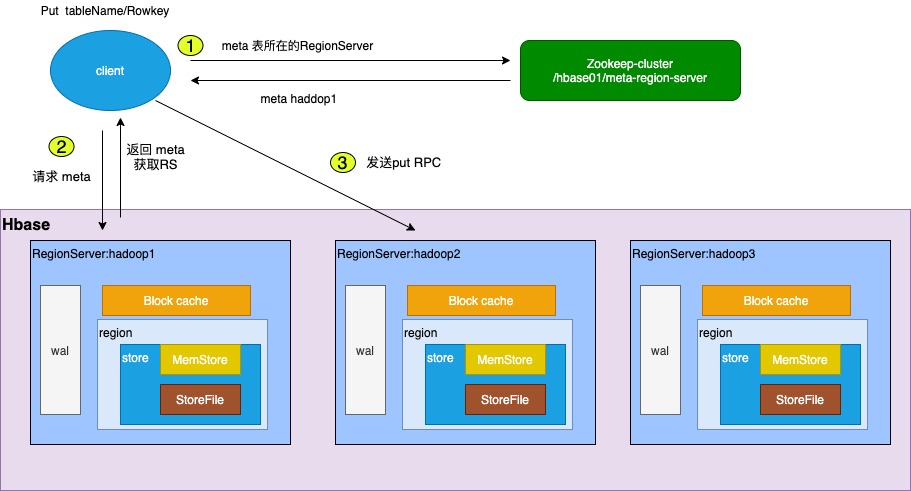 Put tableName/Rowkey
client
1
meta 表所在的RegionServer
meta haddop1
Zookeep-cluster
/hbase01/meta-region-server
2
请求 meta
返回 meta
获取RS
3
发送put RPC
Hbase
RegionServer:hadoop1
wal
Block cache
region
store
MemStore
StoreFile
RegionServer:hadoop2
wal
Block cache
region
store
MemStore
StoreFile
RegionServer:hadoop3
wal
Block cache
region
store
MemStore
StoreFile